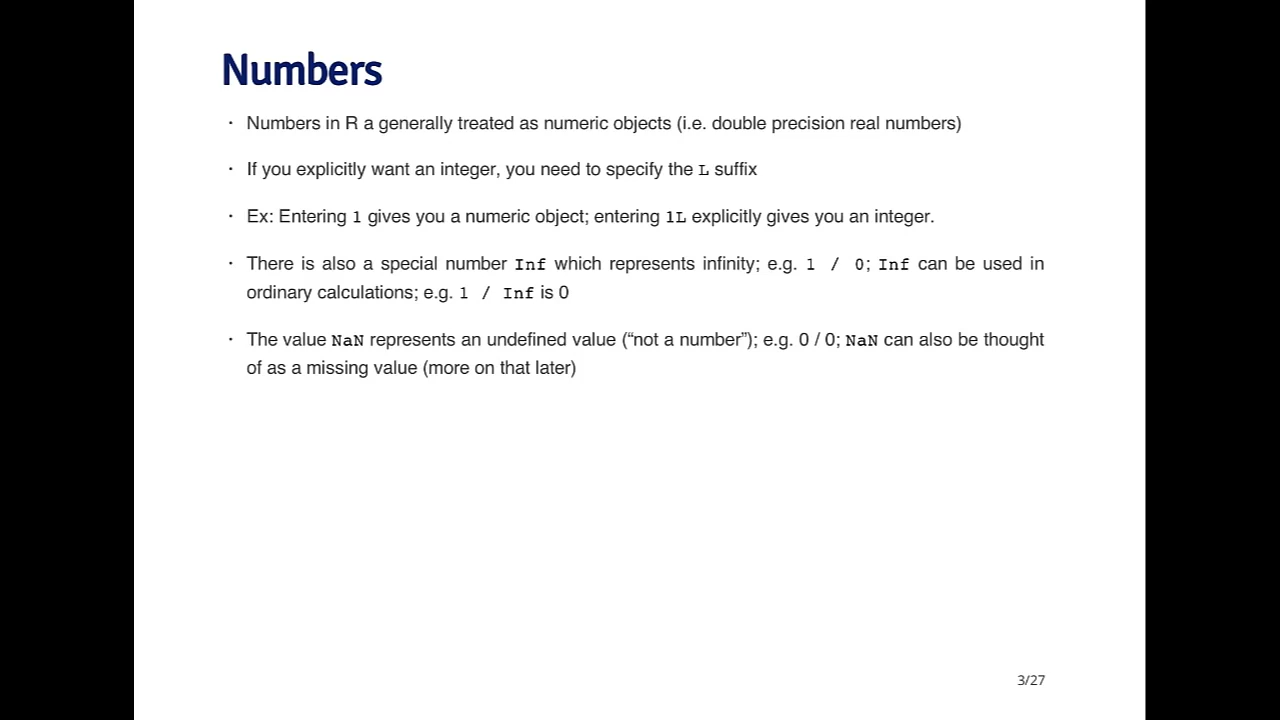 Numbers
· Numbers in R a generally treated as numeric objects (i.e. double precision real numbers)
· If you explicitly want an integer, you need to specify the L suffix
· Ex: Entering 1 gives you a numeric object; entering 1L explicitly gives you an integer.
· There is also a special number Inf which represents infinity; e.g. 1 / 0; Inf can be used in
ordinary calculations; e.g. 1 / Inf is 0
· The value NaN represents an undefined value (“not a number”); e.g. 0 / 0; NaN can also be thought
of as a missing value (more on that later)
3/27